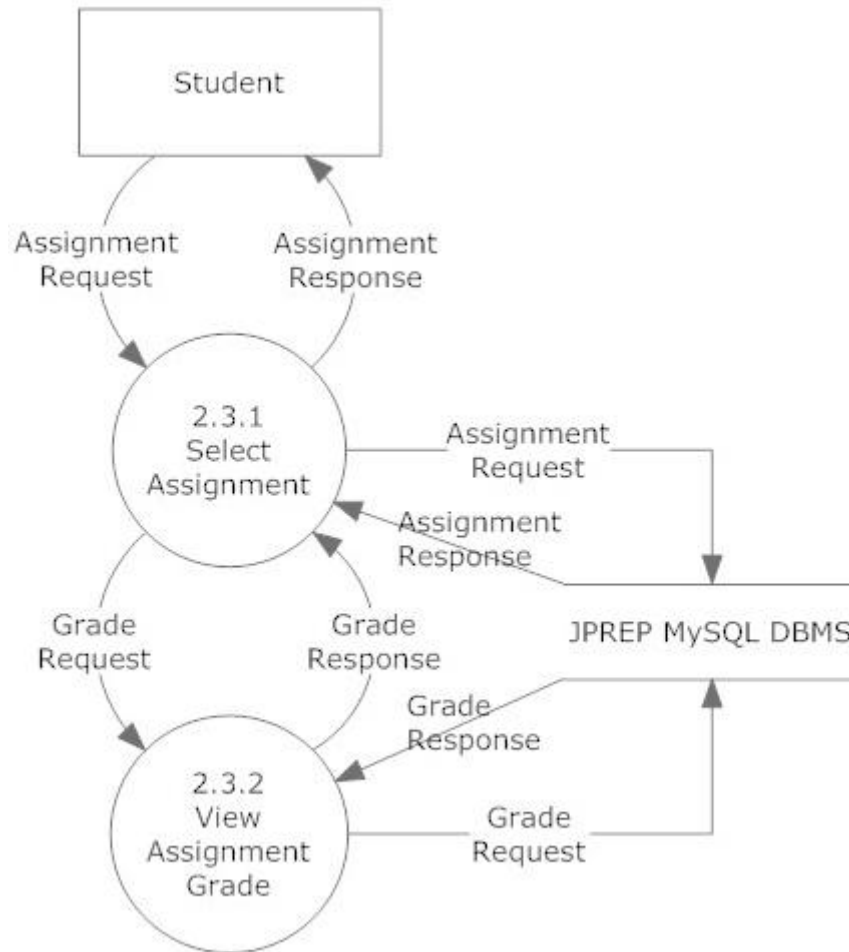 Student
Assignment
Request
Assignment
Response
2.3.1
Select
Assignment
Assignment
Request
Assignment
Response
JPREP MySQL DBMS
Grade
Request
Grade
Response
Grade
Response
2.3.2
View
Assignment
Grade
Grade
Request